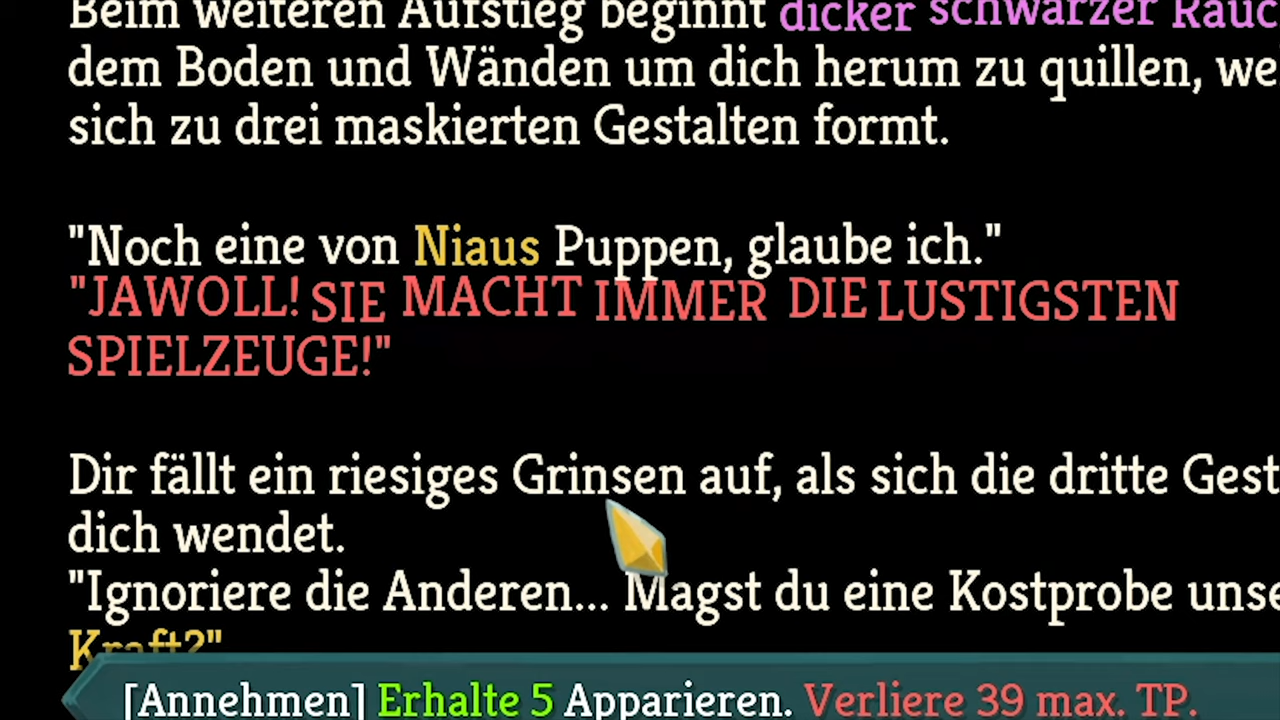 Beim weiteren Aufstieg beginnt dicker schwarzer
dem Boden und Wänden um dich herum zu quillen,
sich zu drei maskierten Gestalten formt.
"Noch eine von Niaus Puppen, glaube ich."
"JAWOLL! SIE MACHT IMMER DIE LUSTIGSTEN
SPIELZEUGE!"
Dir fällt ein riesiges Grinsen auf, als sich die dritte
dich wendet.
"Ignoriere die Anderen... Magst du eine Kostprobe
Kraft?"
[Annehmen] Erhalte 5 Apparieren. Verliere 39 max. TP.